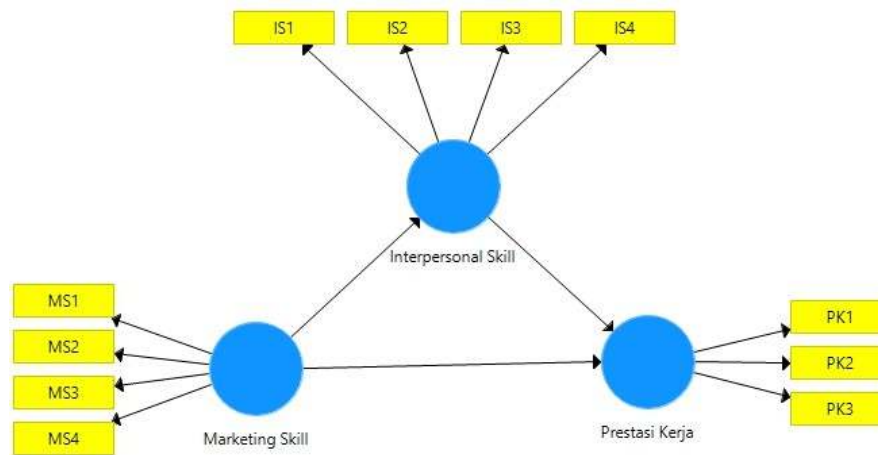 IS1
IS2
IS3
IS4
Interpersonal Skill
MS1
MS2
MS3
MS4
Marketing Skill
PK1
PK2
PK3
Prestasi Kerja